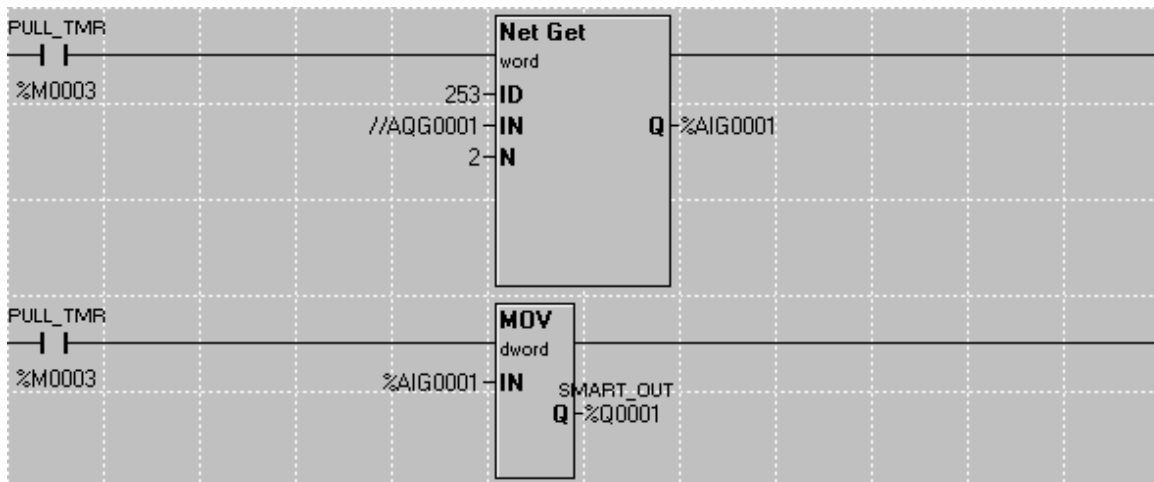 PULL_TMR
%M0003
Net Get
word
253 ID
//AQG0001 IN Q %AIG0001
2 N
PULL_TMR
%M0003
MOV
dword
%AIG0001 IN
SMART_OUT
Q %Q0001